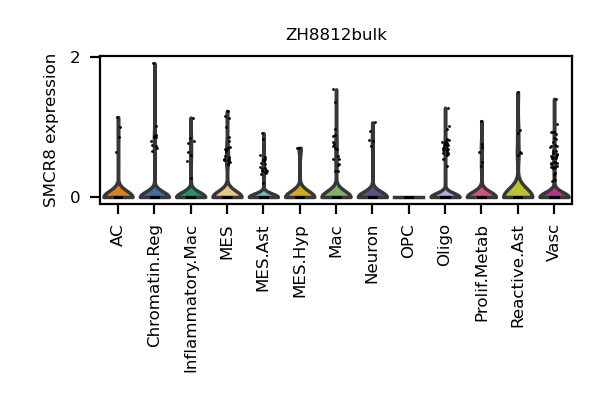 ZH8812bulk
SMCR8 expression
2
0
AC
Chromatin.Reg
Inflammatory.Mac
MES
MES.Ast
MES.Hyp
Mac
Neuron
OPC
Oligo
Prolif.Metab
Reactive.Ast
Vasc